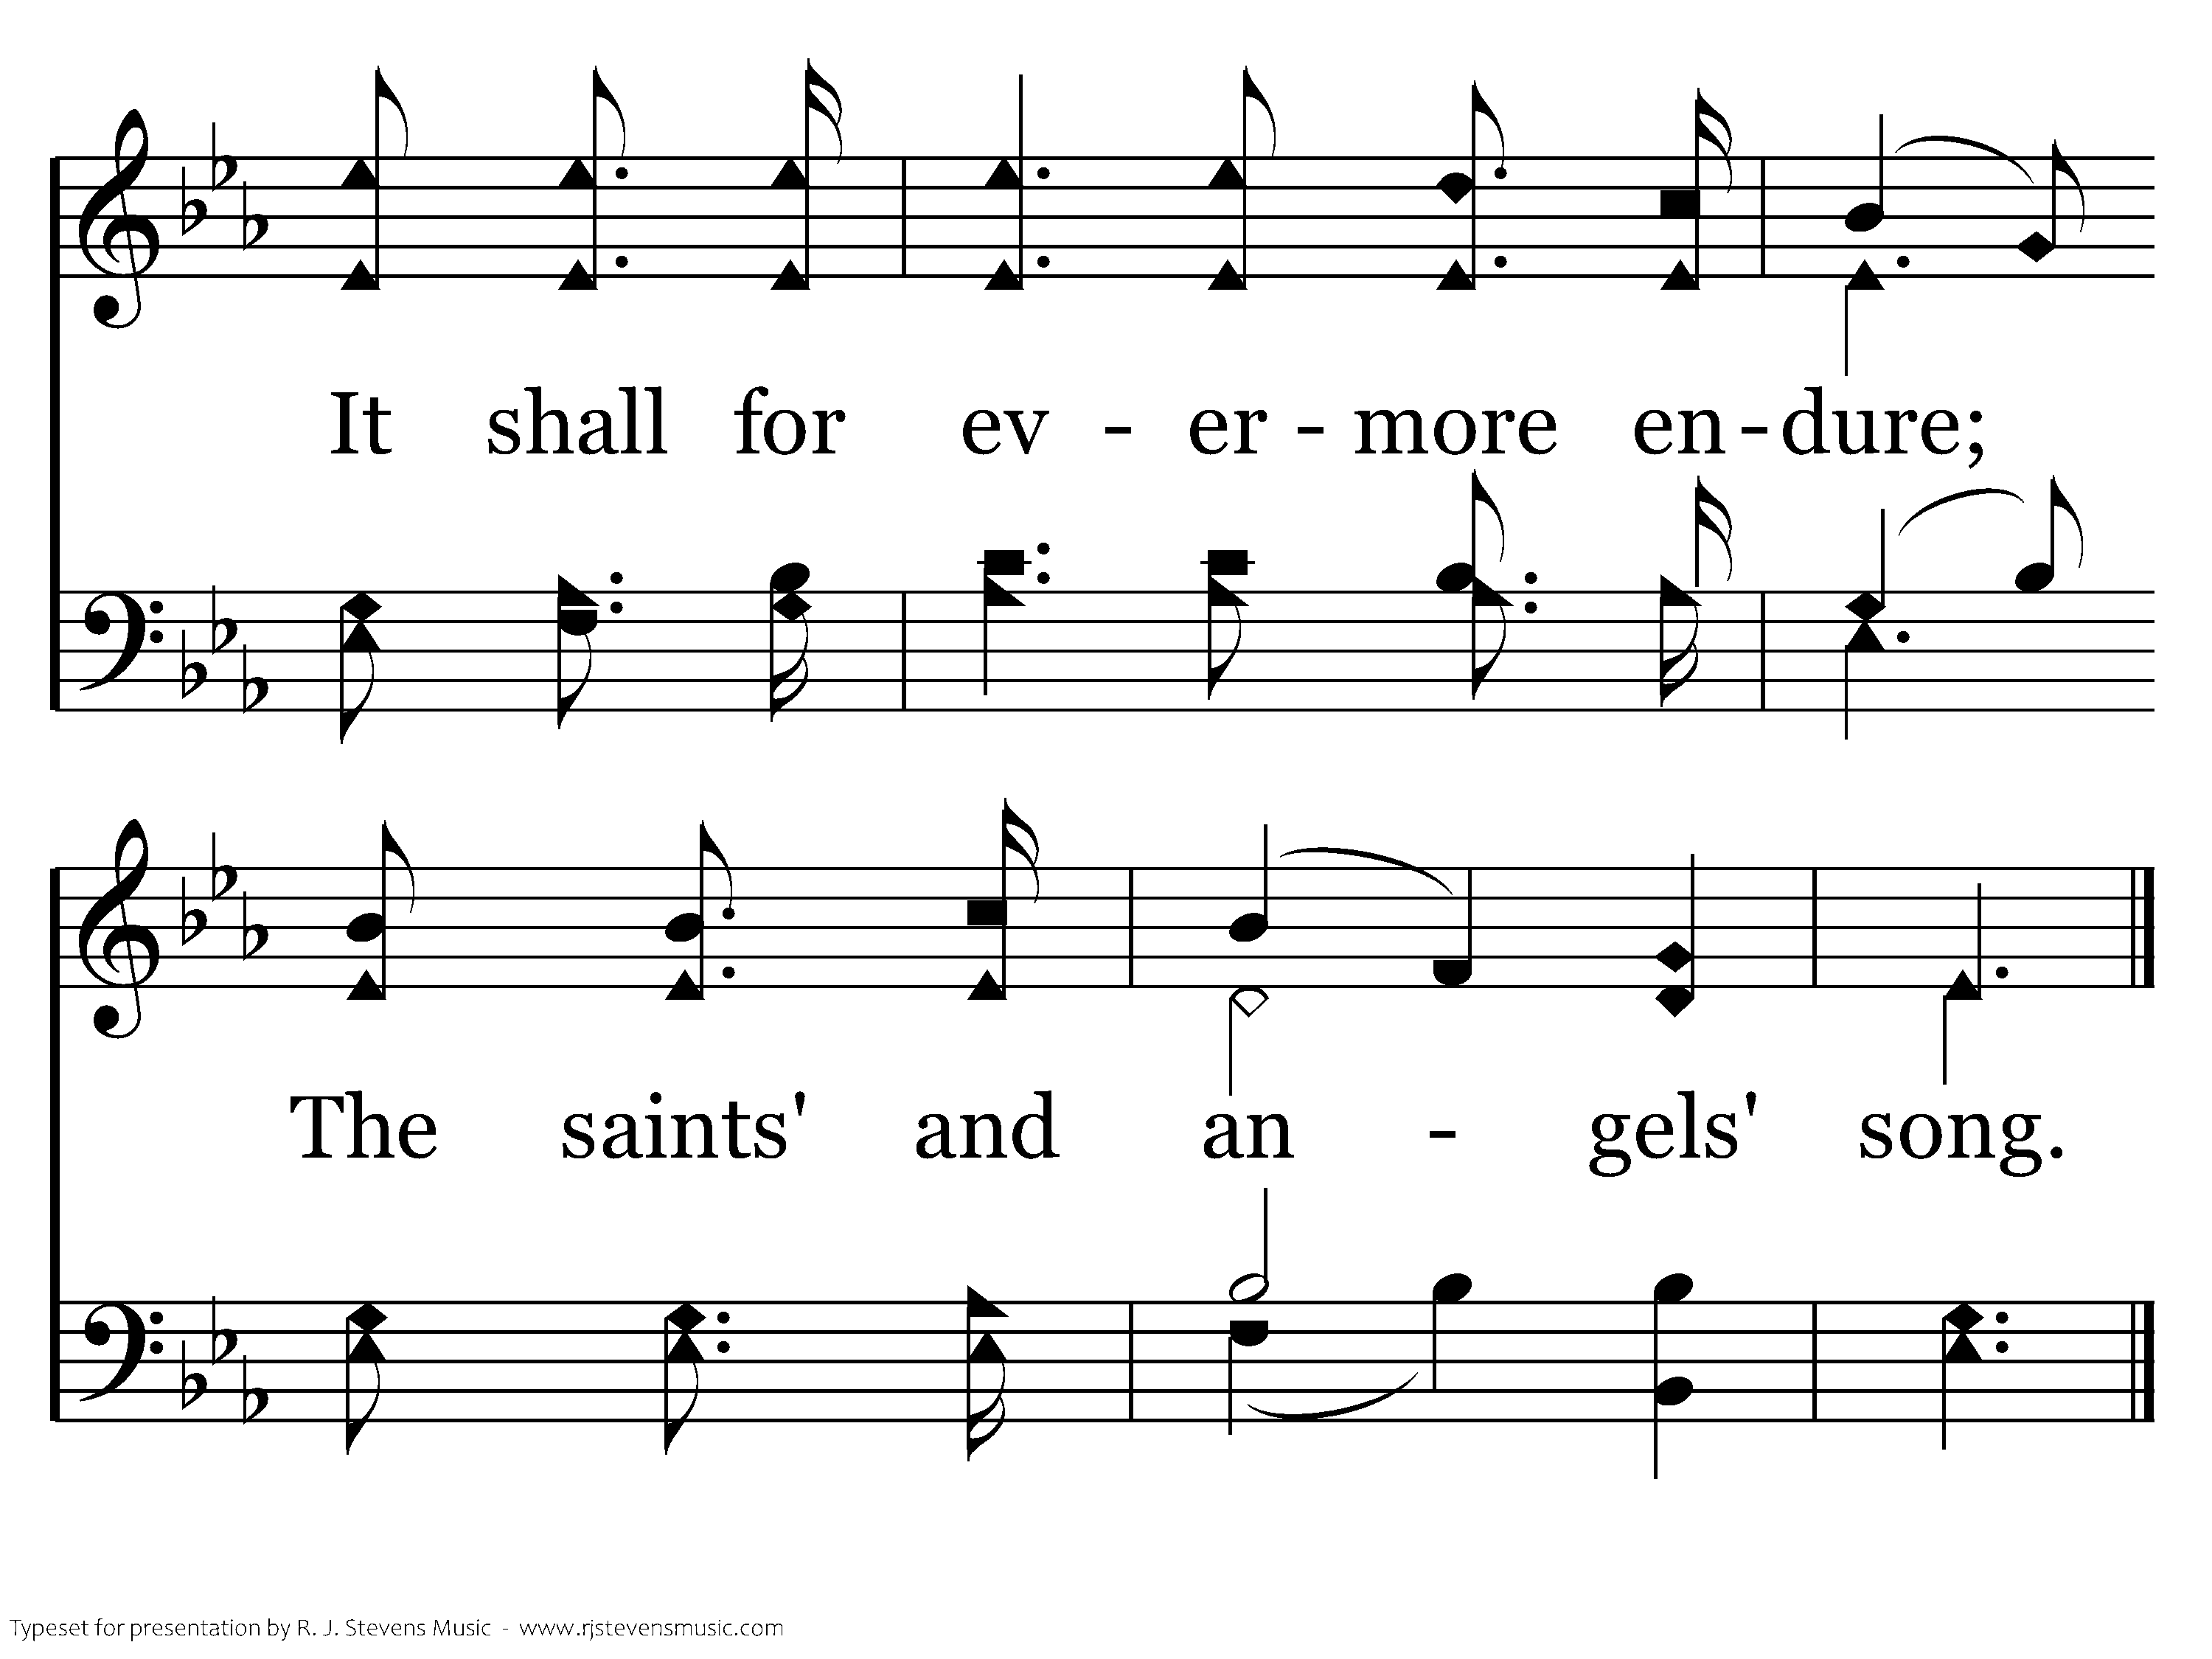 It shall for ev - er - more en - dure;
The saints' and an - gels' song.
Typeset for presentation by R. J. Stevens Music - www.rjstevensmusic.com